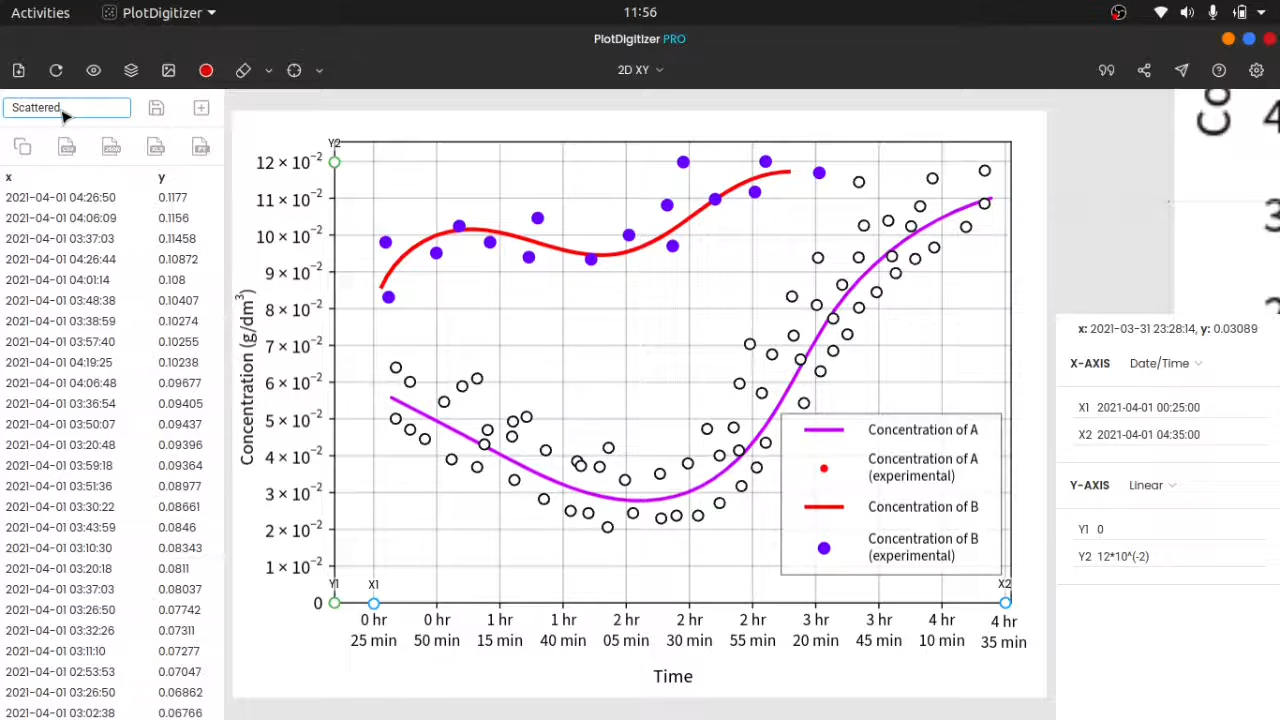 Activities PlotDigitizer 11:56
PlotDigitizer PRO
2D XY
Scattered
CSV JSON XLS
x y
2021-04-01 04:26:50 0.1177
2021-04-01 04:06:09 0.1156
2021-04-01 03:37:03 0.11458
2021-04-01 04:26:44 0.10872
2021-04-01 04:01:14 0.108
2021-04-01 03:48:38 0.10407
2021-04-01 03:38:59 0.10274
2021-04-01 03:57:40 0.10255
2021-04-01 04:19:25 0.10238
2021-04-01 04:06:48 0.09677
2021-04-01 03:36:54 0.09405
2021-04-01 03:50:07 0.09437
2021-04-01 03:20:48 0.09396
2021-04-01 03:59:18 0.09364
2021-04-01 03:51:36 0.08977
2021-04-01 03:30:22 0.08661
2021-04-01 03:43:59 0.0846
2021-04-01 03:10:30 0.08343
2021-04-01 03:20:18 0.0811
2021-04-01 03:37:03 0.08037
2021-04-01 03:26:50 0.07742
2021-04-01 03:32:26 0.07311
2021-04-01 03:11:10 0.07277
2021-04-01 02:53:53 0.07047
2021-04-01 03:26:50 0.06862
2021-04-01 03:02:38 0.06766
Y2
12 × 10⁻²
11 × 10⁻²
10 × 10⁻²
9 × 10⁻²
8 × 10⁻²
7 × 10⁻²
6 × 10⁻²
5 × 10⁻²
4 × 10⁻²
3 × 10⁻²
2 × 10⁻²
1 × 10⁻²
0
Concentration (g/dm³)
Y1 X1 X2
0 hr 0 hr 1 hr 1 hr 2 hr 2 hr 2 hr 3 hr 3 hr 4 hr 4 hr
25 min 50 min 15 min 40 min 05 min 30 min 55 min 20 min 45 min 10 min 35 min
Time
Concentration of A
Concentration of A
(experimental)
Concentration of B
Concentration of B
(experimental)
Co
4
3
x: 2021-03-31 23:28:14, y: 0.03089
X-AXIS Date/Time
X1 2021-04-01 00:25:00
X2 2021-04-01 04:35:00
Y-AXIS Linear
Y1 0
Y2 12*10^(-2)